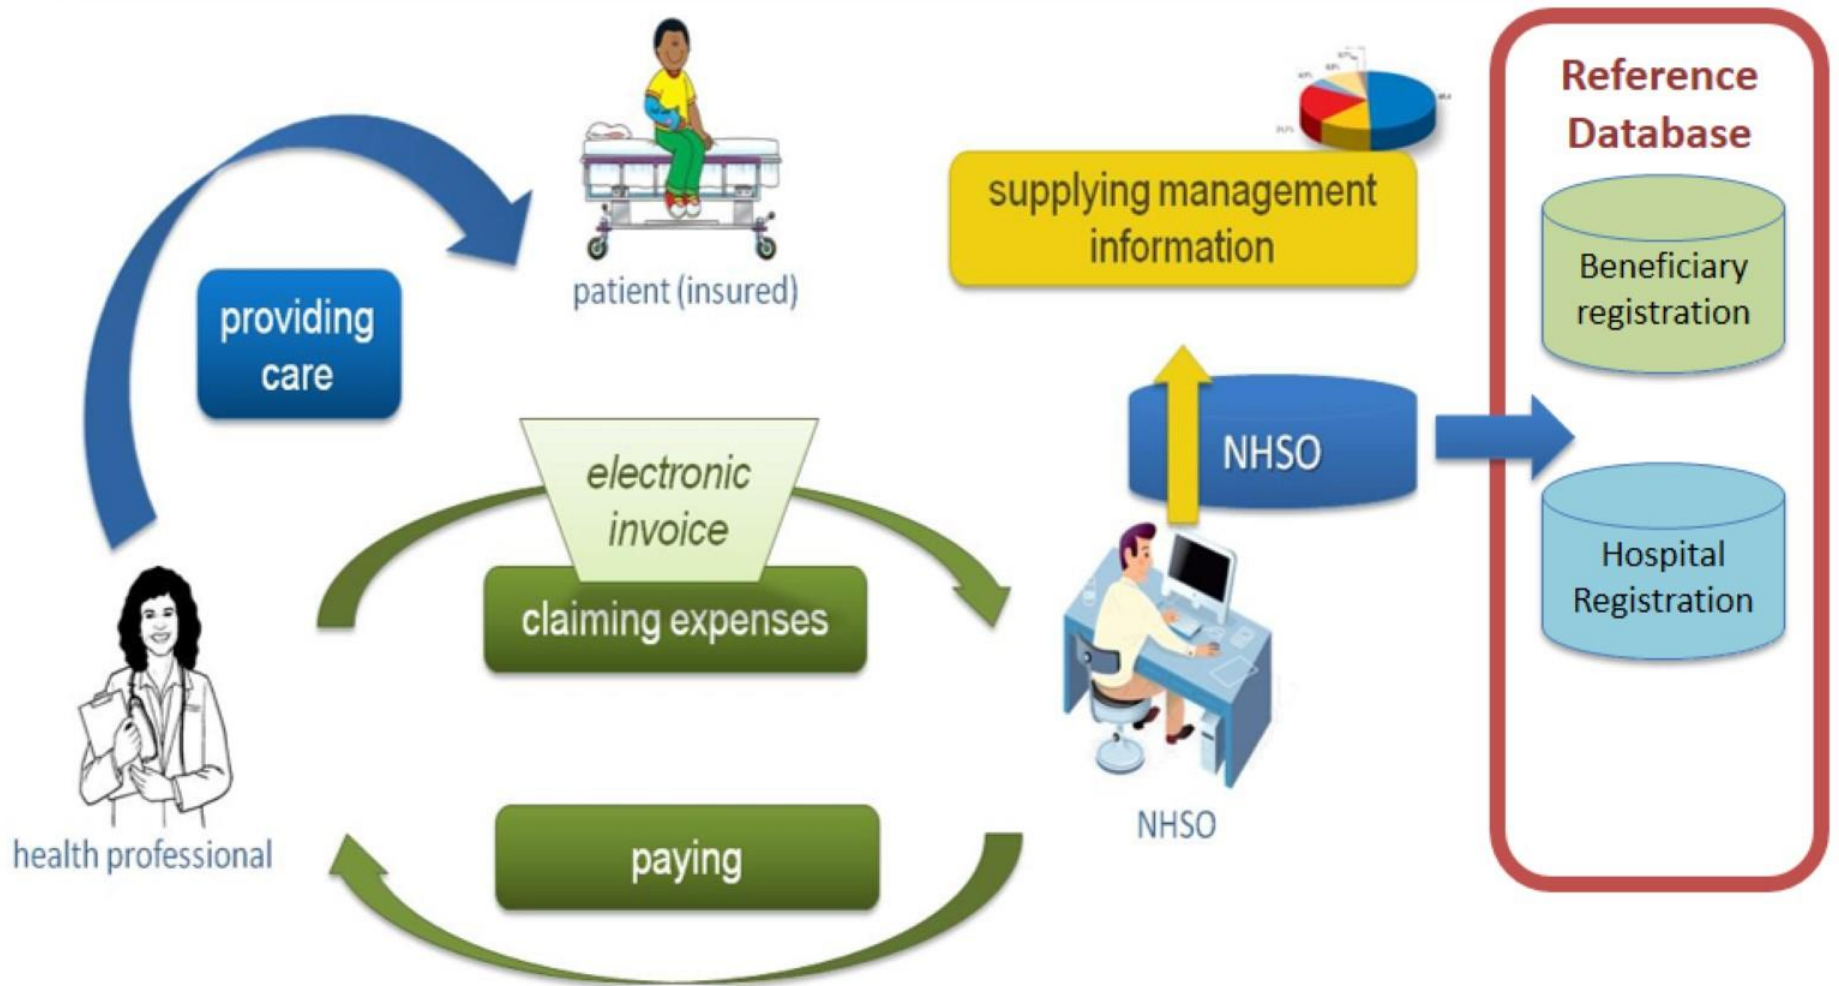 Reference
Database
supplying management
information
patient (insured)
Beneficiary
registration
providing
care
NHSO
electronic
invoice
claiming expenses
Hospital
Registration
NHSO
health professional
paying